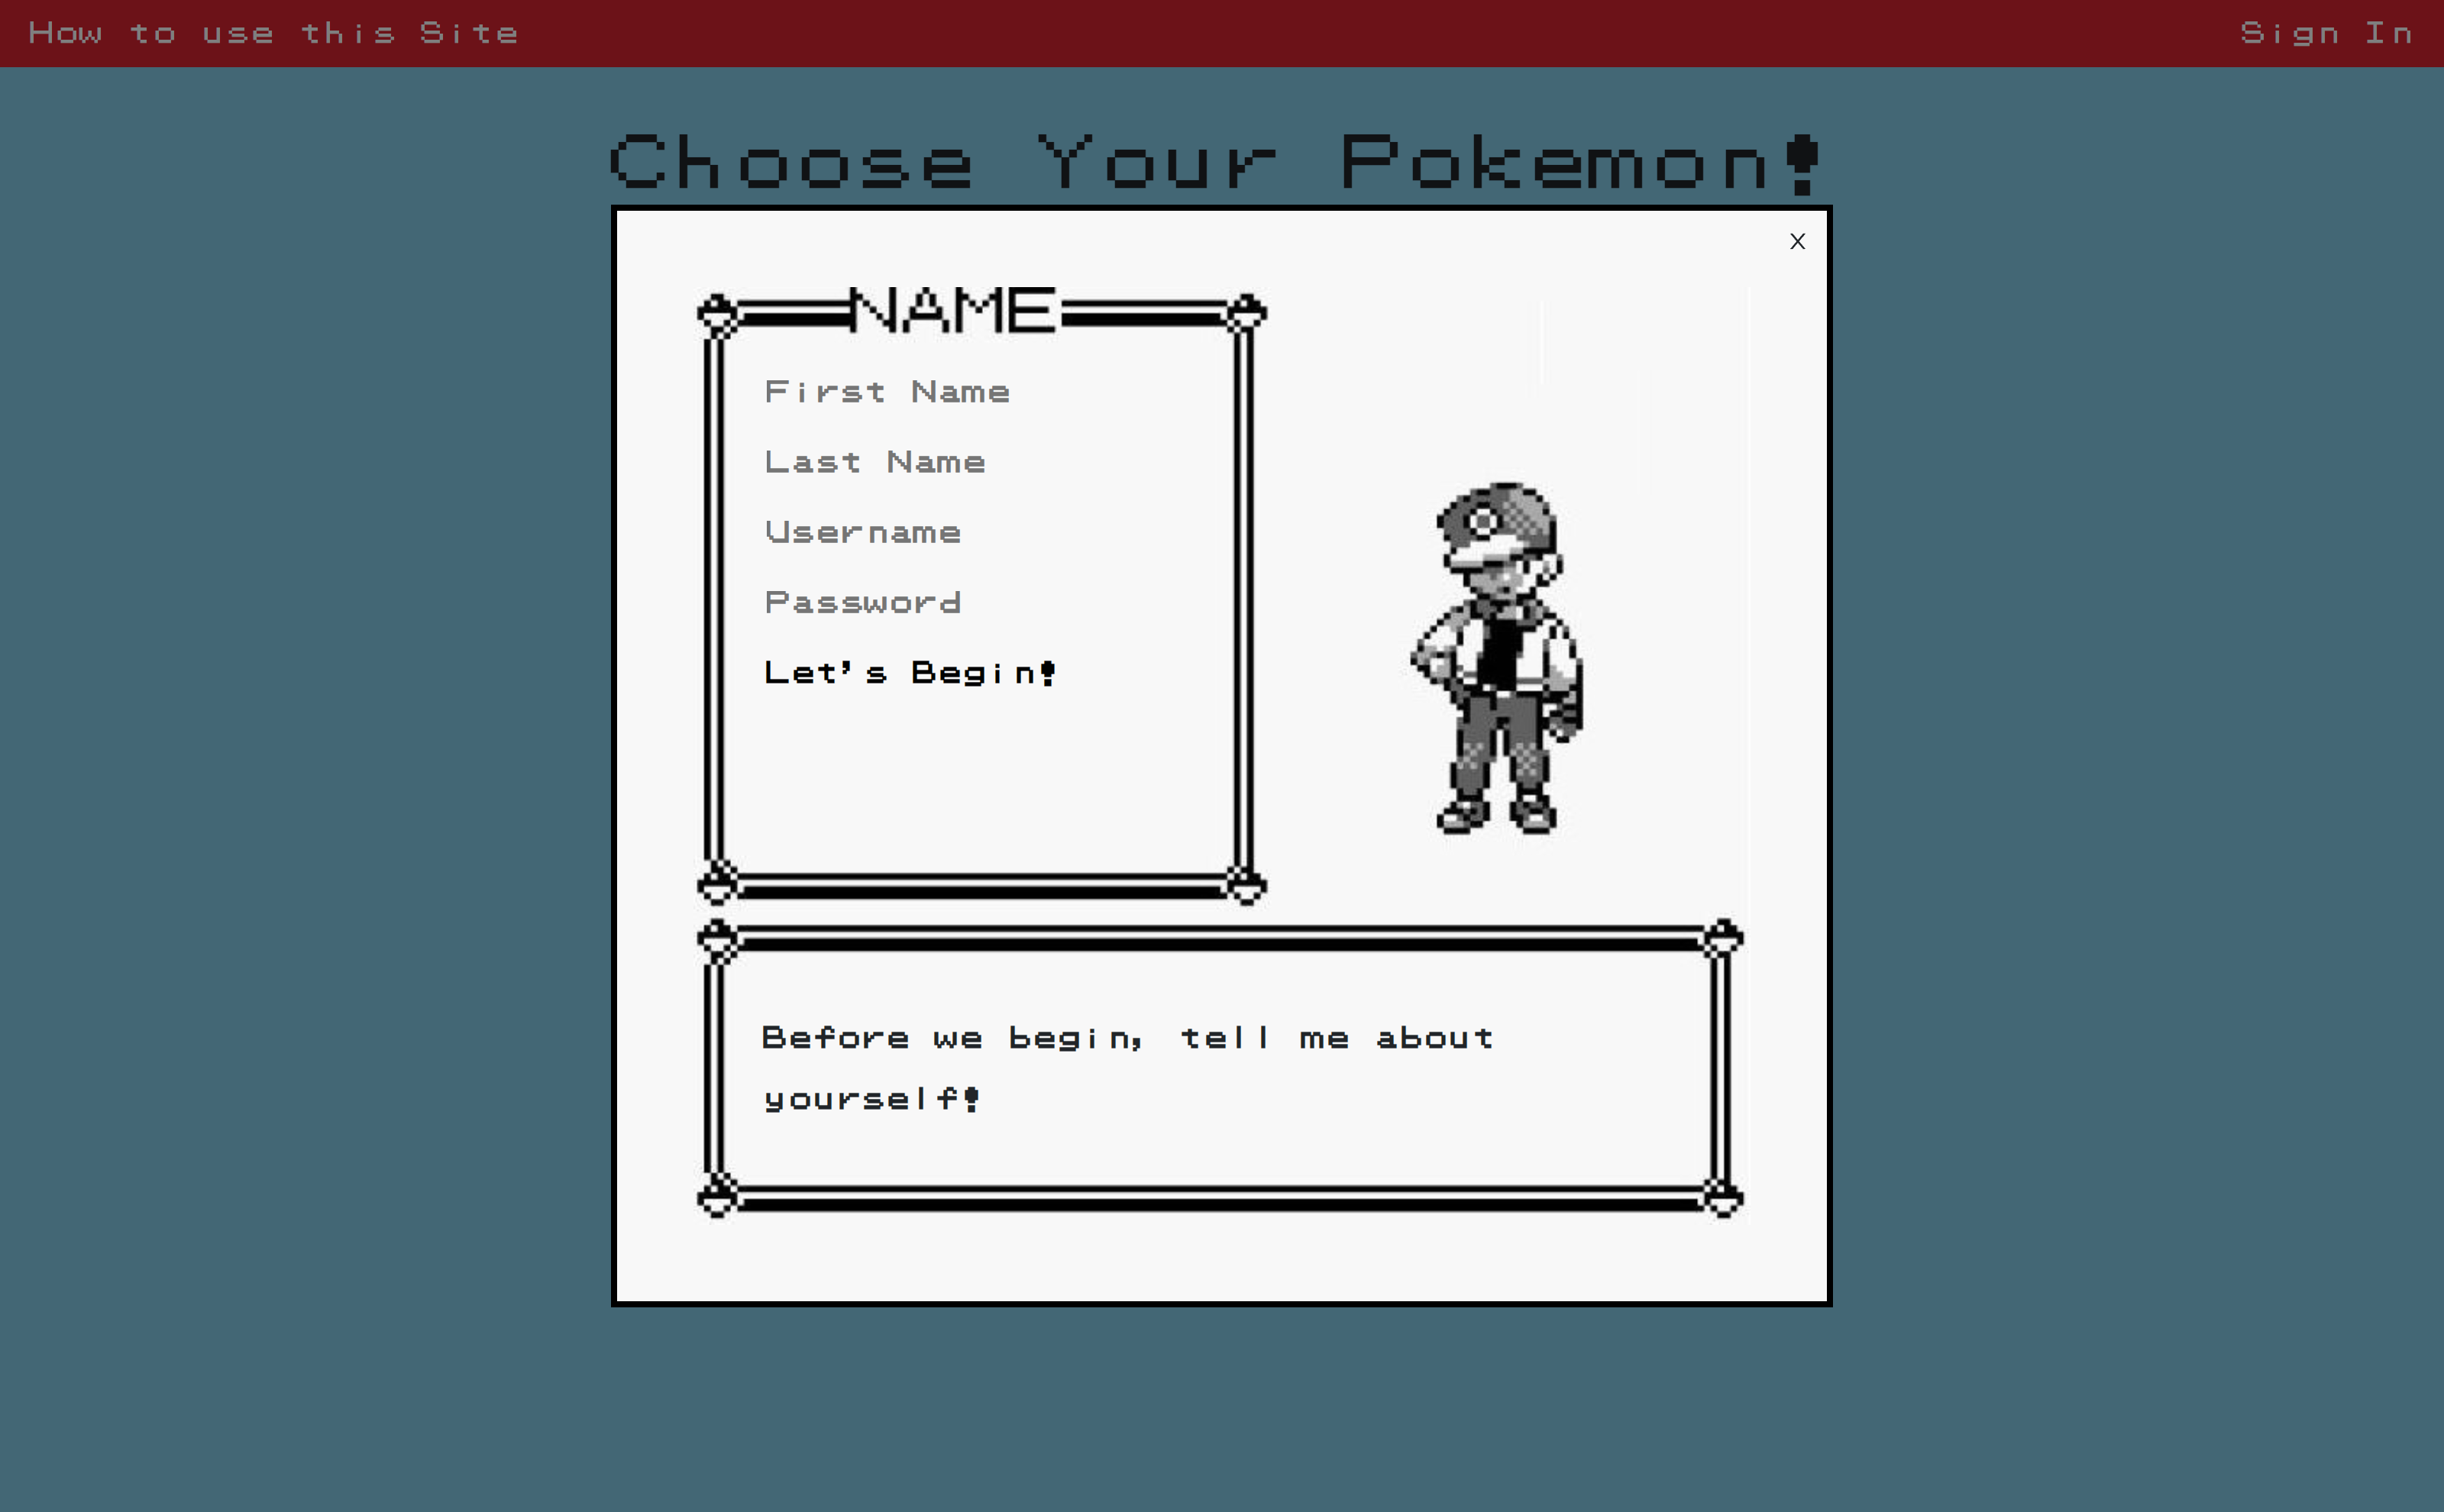 How to use this Site
Sign In
Choose Your Pokemon!
X
NAME
First Name
Last Name
Username
Password
Let's Begin!
Before we begin, tell me about
yourself!